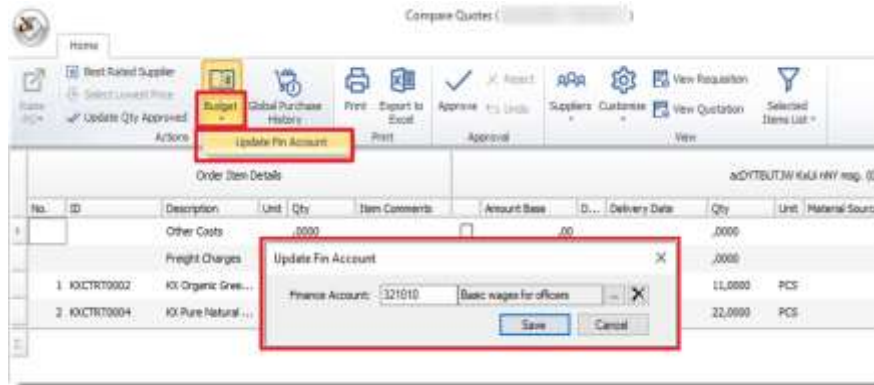 Compare Quotes (
Home
Best Rated Supplier
Select Lowest Price
Update Qty Approved
Budget
Global Purchase
History
Print
Export to
Excel
Approve
Reject
Undo
Suppliers
Customise
View Requisition
View Quotation
Selected
Items List
Actions
Print
Approval
View
Update Fin Account
Order Item Details
No. ID Description Unit Qty Item Comments Amount Base D... Delivery Date Qty Unit Material Sourc
Other Costs ,0000 ,00 ,0000
Freight Charges ,0000
1 KXCTRT0002 KX Organic Gree... 11,0000 PCS
2 KXCTRT0004 KX Pure Natural ... 22,0000 PCS
Update Fin Account
Finance Account: 321010 Basic wages for officers ...
Save Cancel